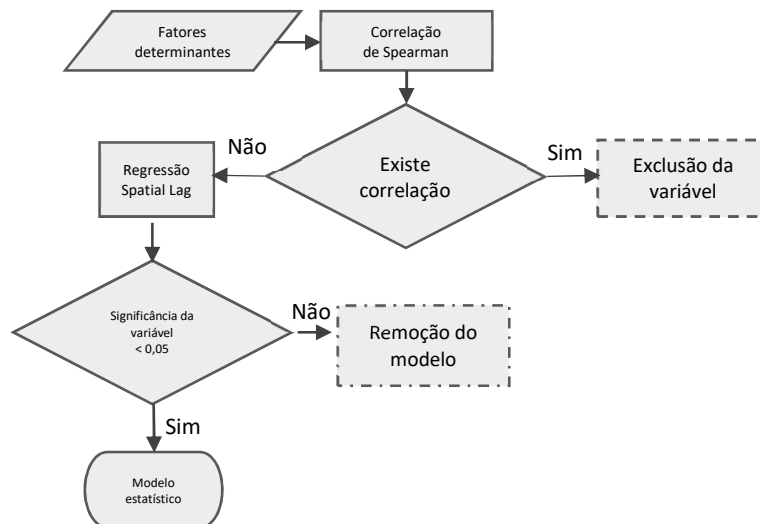 Fatores
determinantes
Correlação
de Spearman
Não
Sim
Regressão
Spatial Lag
Existe
correlação
Exclusão da
variável
Significância da
variável
< 0,05
Não
Remoção do
modelo
Sim
Modelo
estatístico